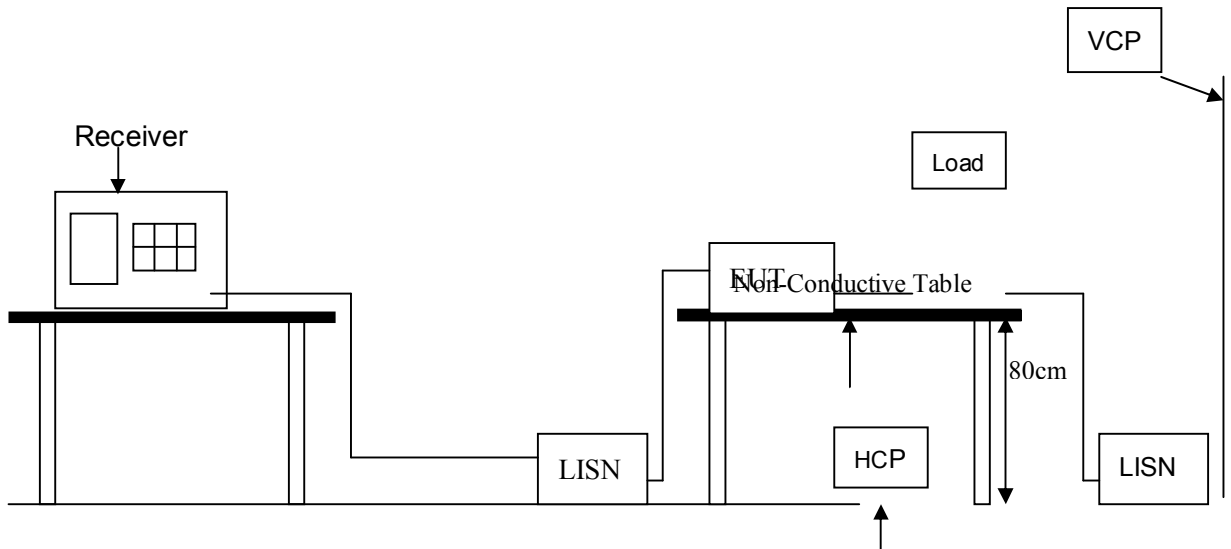 VCP
Receiver
Load
EUT
Non-Conductive Table
80cm
HCP
LISN
LISN